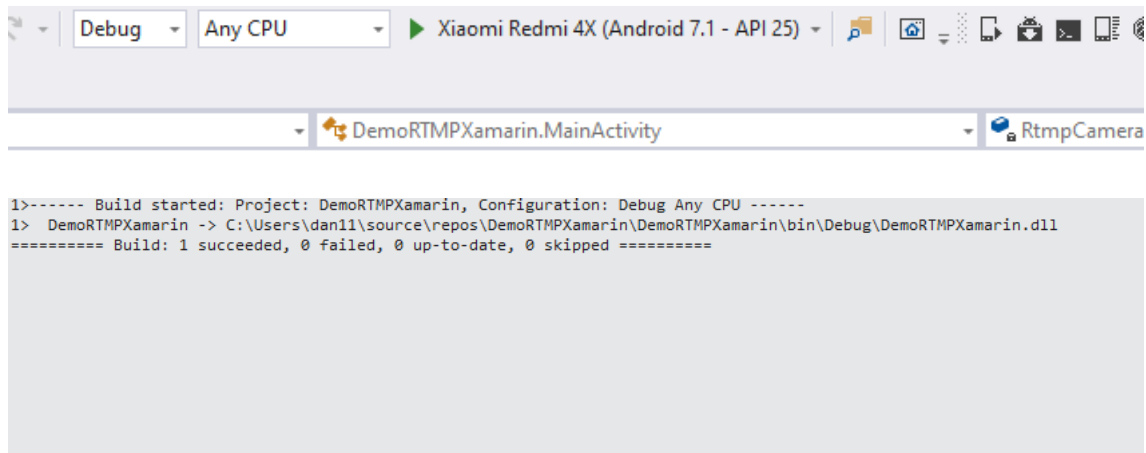 Debug Any CPU Xiaomi Redmi 4X (Android 7.1 - API 25)
DemoRTMPXamarin.MainActivity RtmpCamera
1>------ Build started: Project: DemoRTMPXamarin, Configuration: Debug Any CPU ------
1>  DemoRTMPXamarin -> C:\Users\dan11\source\repos\DemoRTMPXamarin\DemoRTMPXamarin\bin\Debug\DemoRTMPXamarin.dll
========== Build: 1 succeeded, 0 failed, 0 up-to-date, 0 skipped ==========